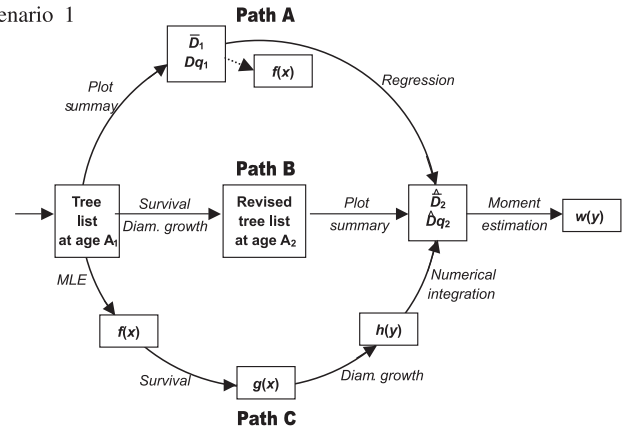 enario 1
Path A
D̅₁
Dq₁
f(x)
Plot
summay
Regression
Path B
Tree
list
at age A₁
Survival
Diam. growth
Revised
tree list
at age A₂
Plot
summary
D̅̂₂
D̂q₂
Moment
estimation
w(y)
MLE
Numerical
integration
f(x)
h(y)
Survival
g(x)
Diam. growth
Path C